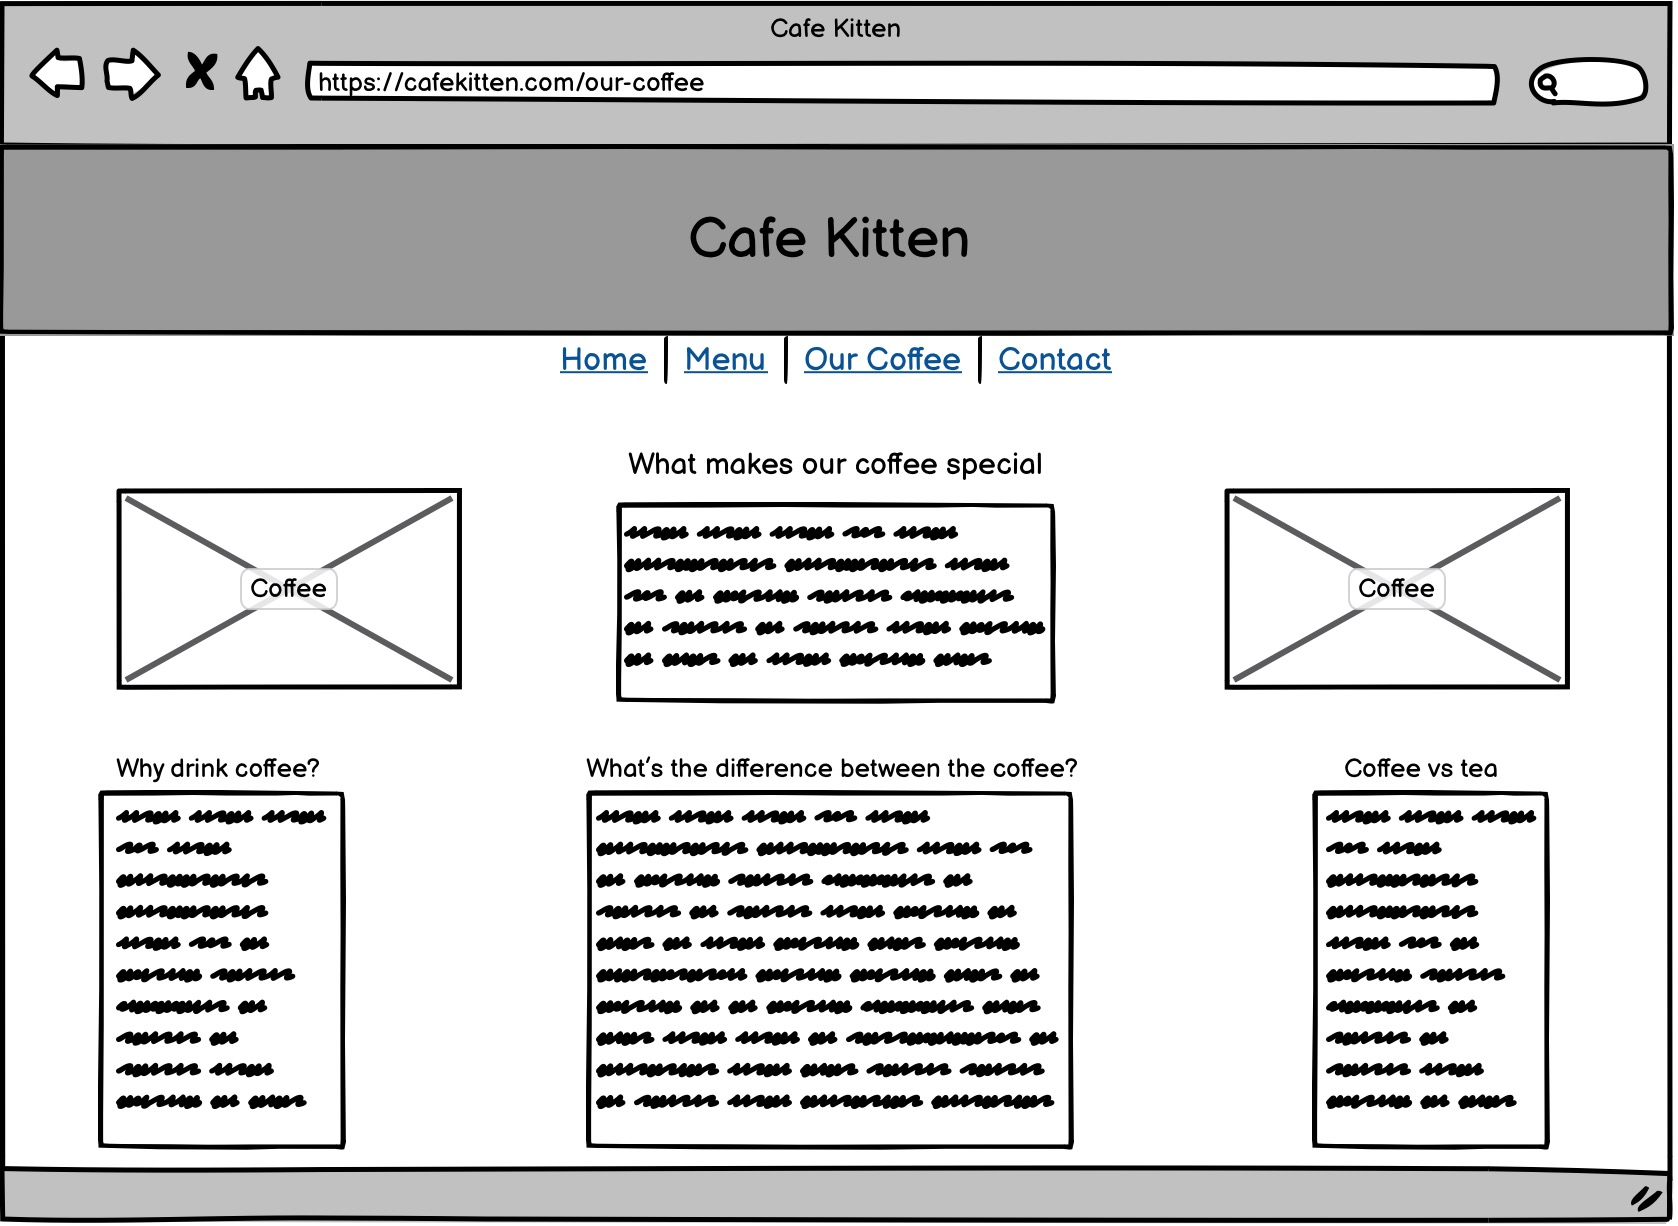 Cafe Kitten
https://cafekitten.com/our-coffee
Cafe Kitten
Home Menu Our Coffee Contact
What makes our coffee special
Coffee
Coffee
Why drink coffee?
What's the difference between the coffee?
Coffee vs tea